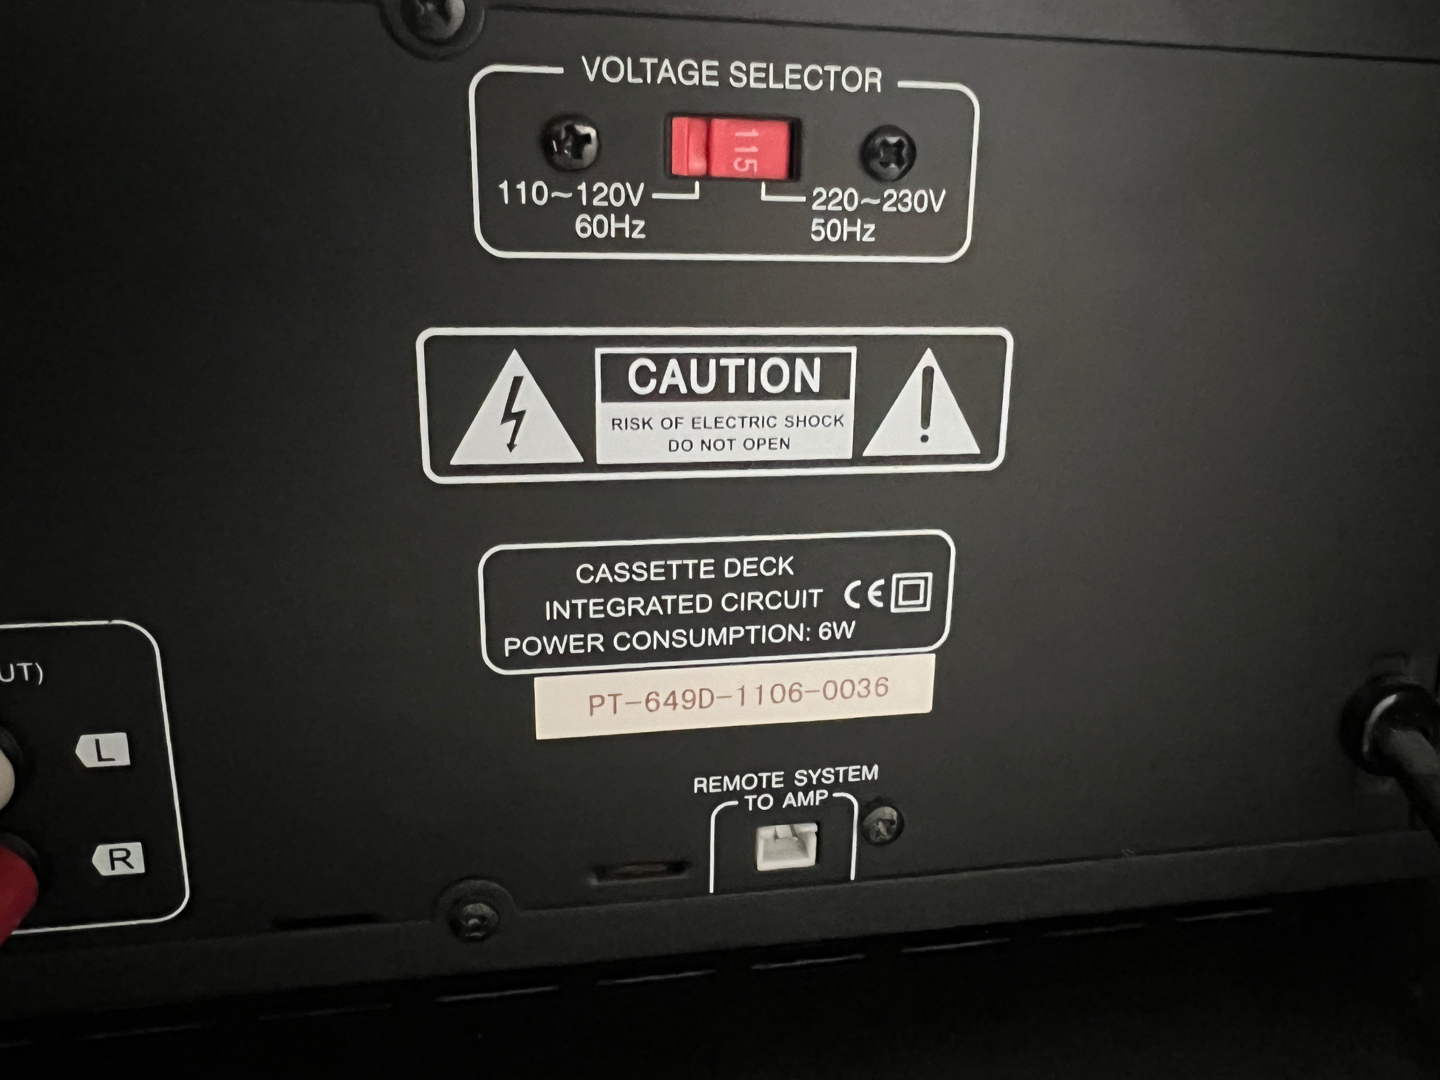 VOLTAGE SELECTOR
115
110~120V
60Hz
220~230V
50Hz
CAUTION
RISK OF ELECTRIC SHOCK
DO NOT OPEN
CASSETTE DECK
INTEGRATED CIRCUIT CE
POWER CONSUMPTION: 6W
PT-649D-1106-0036
UT)
L
R
REMOTE SYSTEM
TO AMP